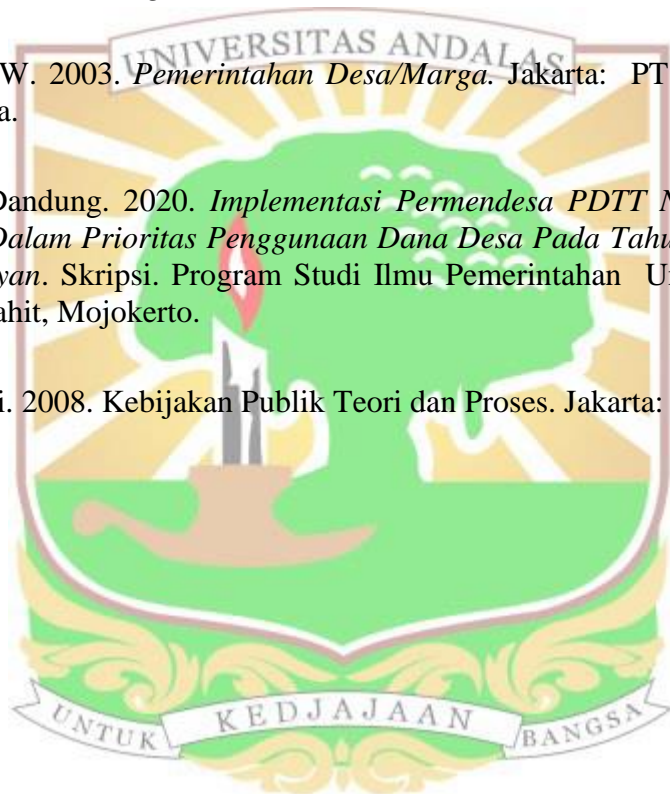 UNIVERSITAS ANDALAS
W. 2003. Pemerintahan Desa/Marga. Jakarta: PT
a.
Dandung. 2020. Implementasi Permendesa PDTT N
Dalam Prioritas Penggunaan Dana Desa Pada Tahu
yan. Skripsi. Program Studi Ilmu Pemerintahan U
ahit, Mojokerto.
i. 2008. Kebijakan Publik Teori dan Proses. Jakarta:
UNTUK KEDJAJAAN BANGSA